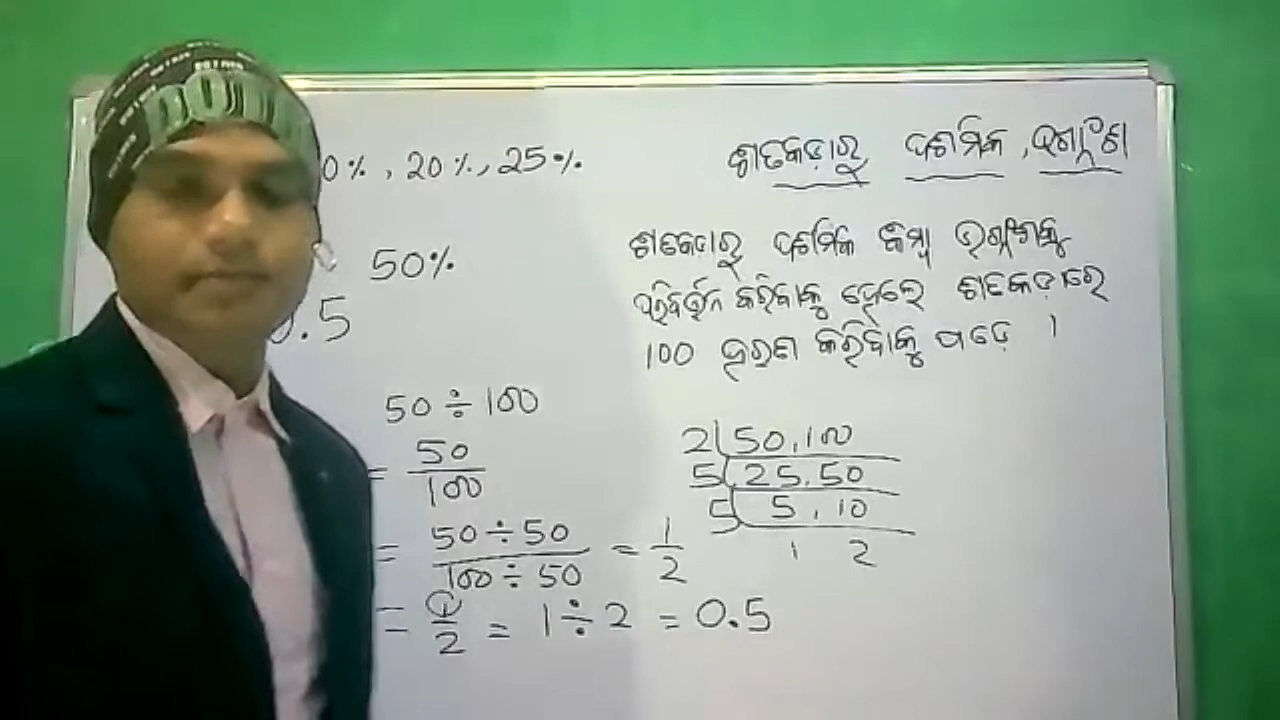 0%, 20%, 25%
ଶତକଡ଼ାରୁ ଦଶମିକ, ଭଗ୍ନାଂଶ
50%
0.5
ଶତକଡ଼ାରୁ ଦଶମିକ କିମ୍ବା ଭଗ୍ନାଂଶକୁ
ପରିବର୍ତ୍ତନ କରିବାକୁ ହେଲେ ଶତକଡ଼ାରେ
100 ହରଣ କରିବାକୁ ପଡେ ।
50 ÷ 100
= 50/100
= 50 ÷ 50 / 100 ÷ 50 = 1/2
= 1/2 = 1 ÷ 2 = 0.5
2 50, 100
5 25, 50
5 5, 10
1 2